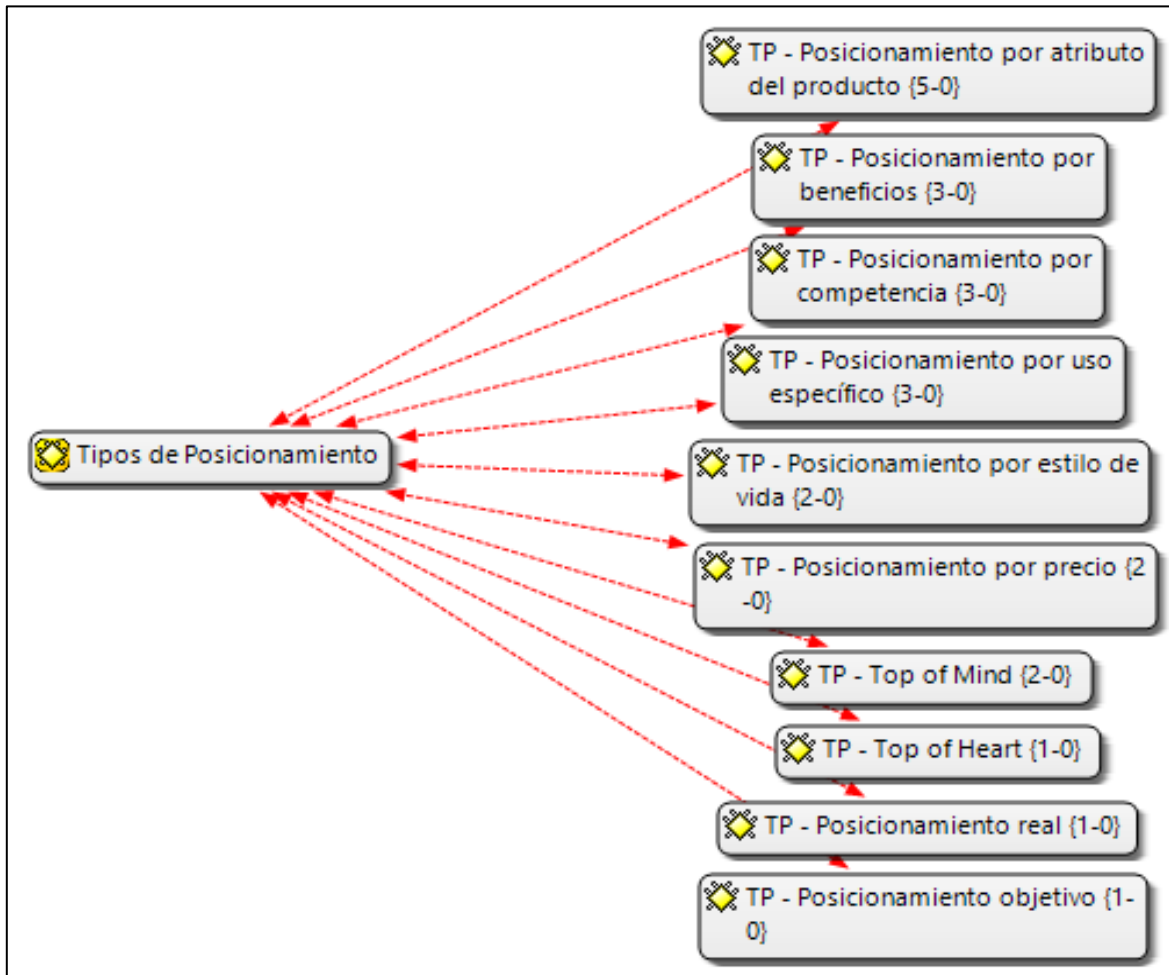 TP - Posicionamiento por atributo
del producto {5-0}
TP - Posicionamiento por
beneficios {3-0}
TP - Posicionamiento por
competencia {3-0}
TP - Posicionamiento por uso
específico {3-0}
Tipos de Posicionamiento
TP - Posicionamiento por estilo de
vida {2-0}
TP - Posicionamiento por precio {2
-0}
TP - Top of Mind {2-0}
TP - Top of Heart {1-0}
TP - Posicionamiento real {1-0}
TP - Posicionamiento objetivo {1-
0}